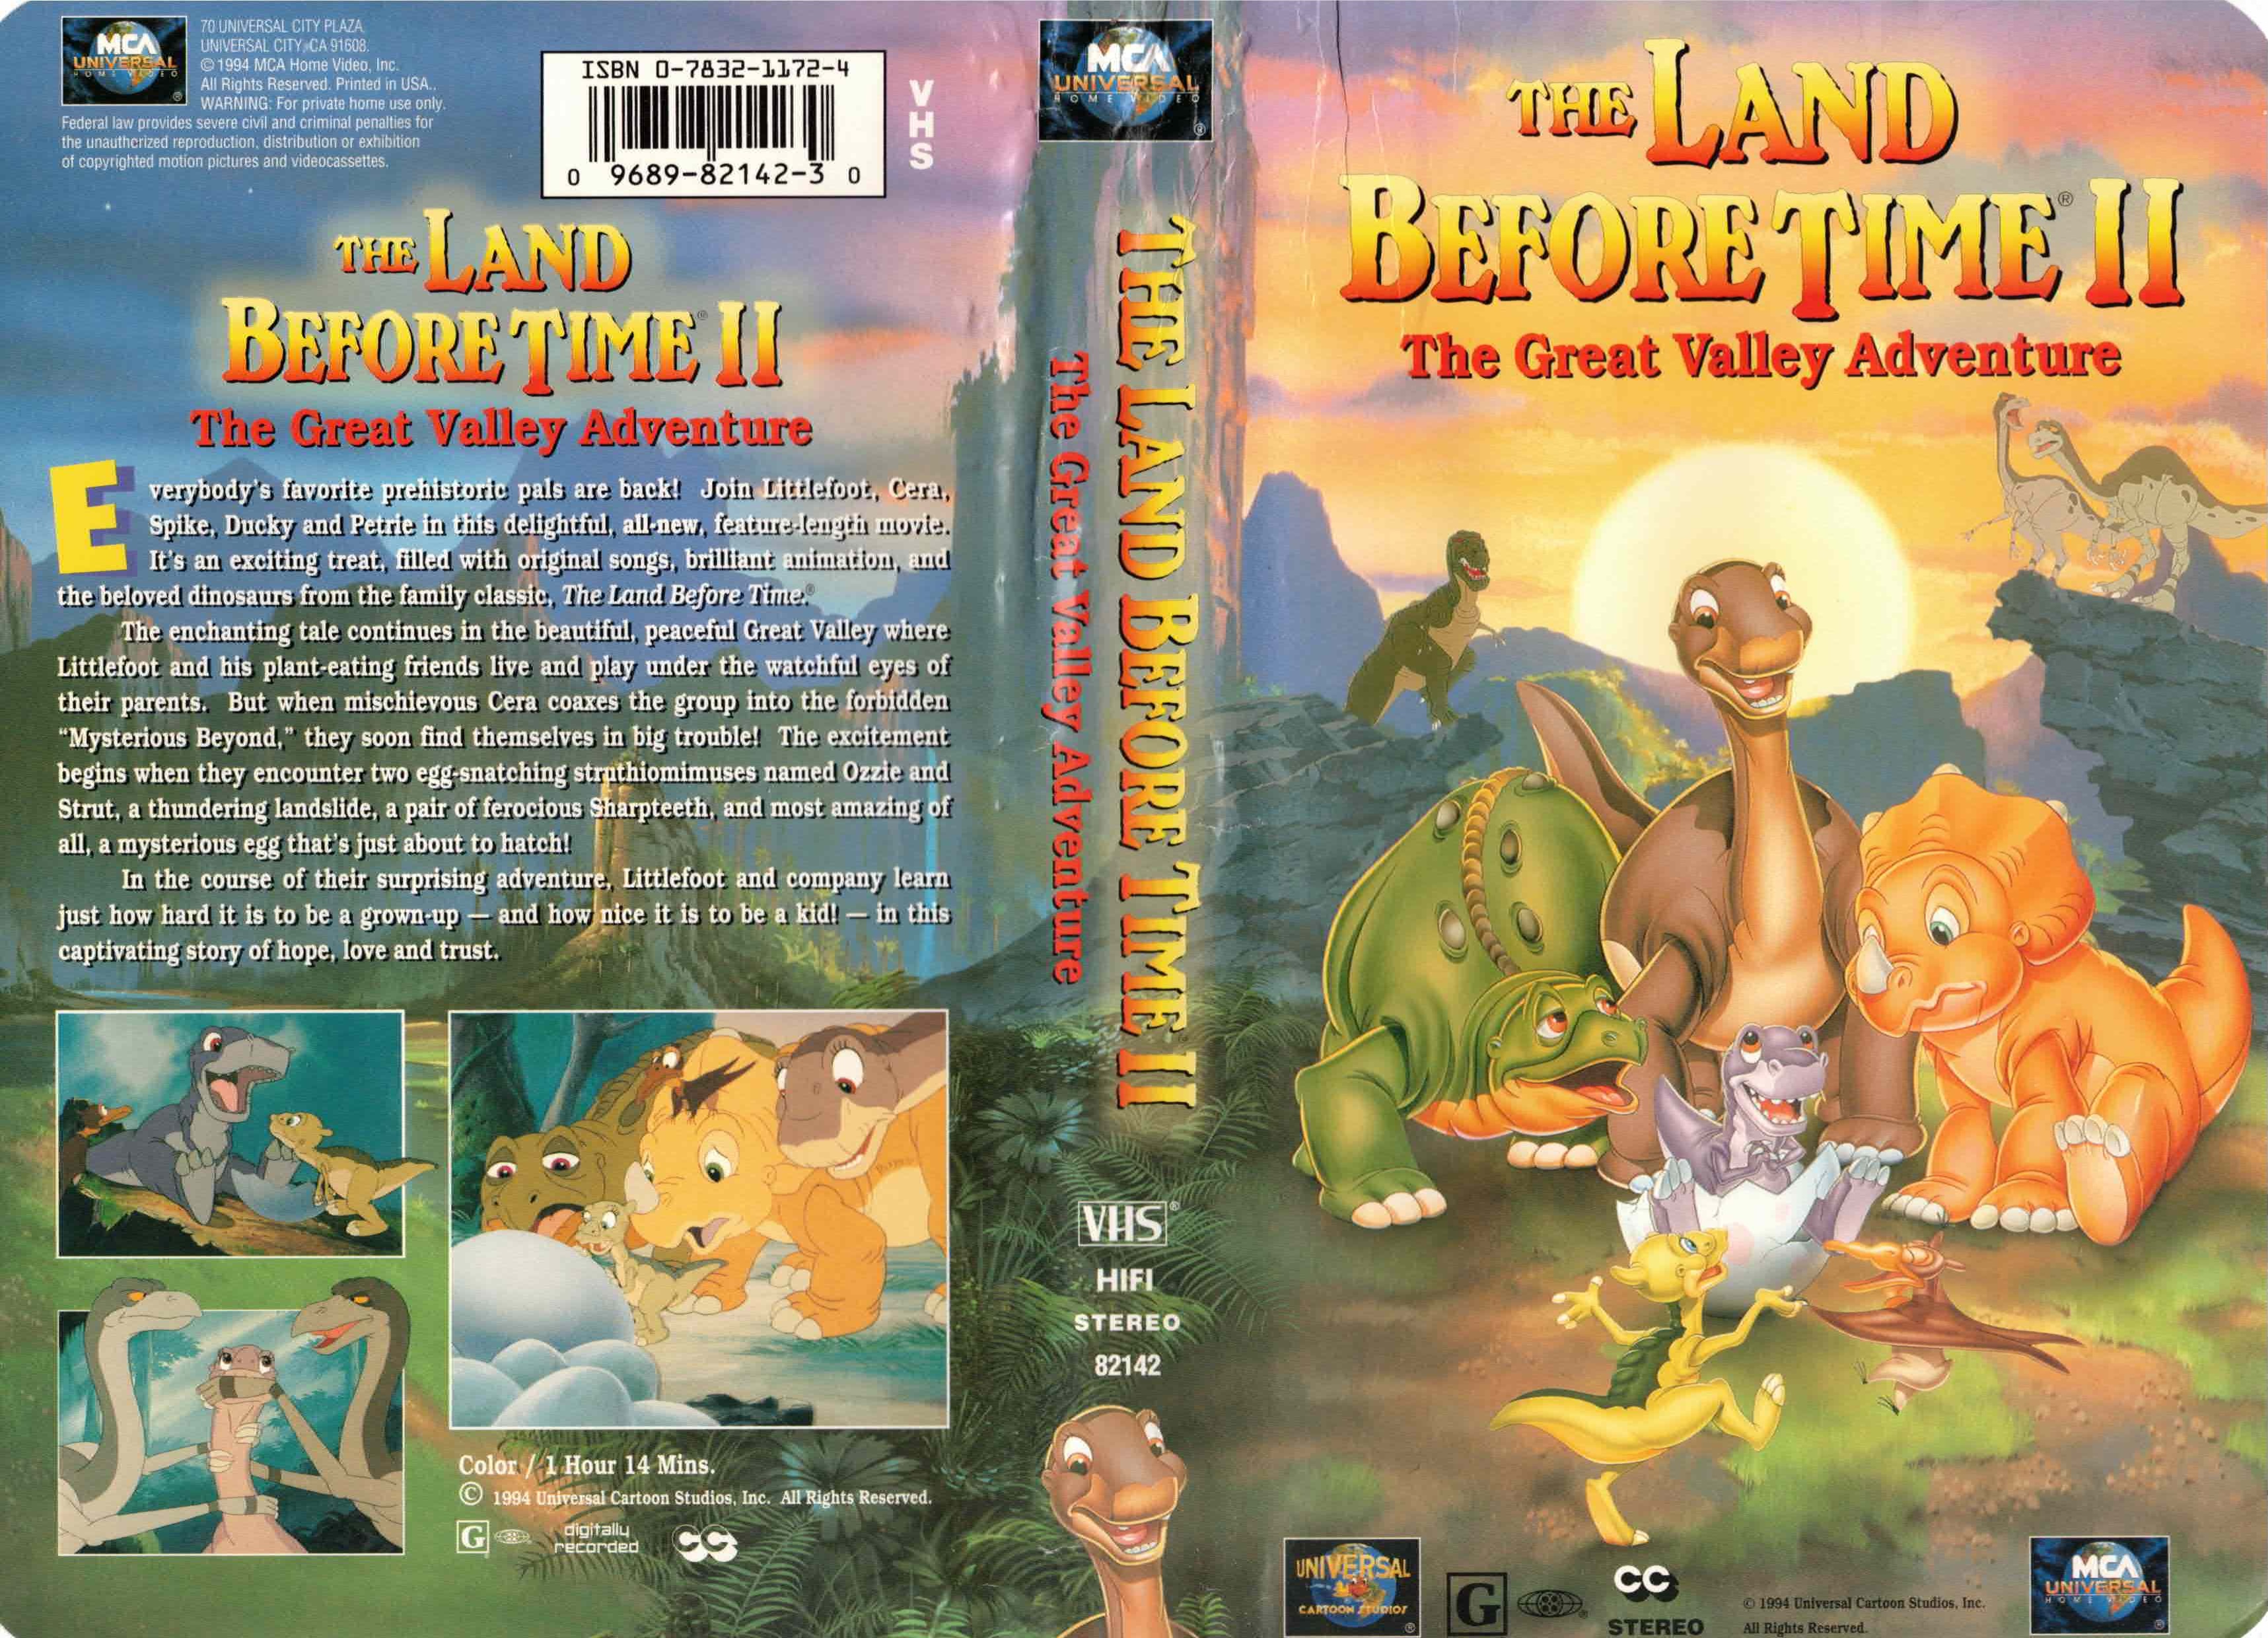 MCA
UNIVERSAL
HOME VIDEO
®
70 UNIVERSAL CITY PLAZA,
UNIVERSAL CITY, CA 91608.
© 1994 MCA Home Video, Inc.
All Rights Reserved. Printed in USA.
WARNING: For private home use only.
Federal law provides severe civil and criminal penalties for
the unauthorized reproduction, distribution or exhibition
of copyrighted motion pictures and videocassettes.
ISBN 0-7832-1172-4
0 9689-82142-3 0
VHS
THE LAND
BEFORE TIME® II
The Great Valley Adventure
Everybody's favorite prehistoric pals are back! Join Littlefoot, Cera,
Spike, Ducky and Petrie in this delightful, all-new, feature-length movie.
It's an exciting treat, filled with original songs, brilliant animation, and
the beloved dinosaurs from the family classic, The Land Before Time.®
The enchanting tale continues in the beautiful, peaceful Great Valley where
Littlefoot and his plant-eating friends live and play under the watchful eyes of
their parents. But when mischievous Cera coaxes the group into the forbidden
“Mysterious Beyond,” they soon find themselves in big trouble! The excitement
begins when they encounter two egg-snatching struthiomimuses named Ozzie and
Strut, a thundering landslide, a pair of ferocious Sharpteeth, and most amazing of
all, a mysterious egg that's just about to hatch!
In the course of their surprising adventure, Littlefoot and company learn
just how hard it is to be a grown-up — and how nice it is to be a kid! — in this
captivating story of hope, love and trust.
Color / 1 Hour 14 Mins.
© 1994 Universal Cartoon Studios, Inc. All Rights Reserved.
G
®
digitally
recorded
CC
MCA
UNIVERSAL
HOME VIDEO
®
THE LAND BEFORE TIME II
The Great Valley Adventure
VHS®
HIFI
STEREO
82142
THE LAND
BEFORE TIME® II
The Great Valley Adventure
UNIVERSAL
CARTOON STUDIOS
®
G
®
CC
STEREO
© 1994 Universal Cartoon Studios, Inc.
All Rights Reserved.
MCA
UNIVERSAL
HOME VIDEO
®